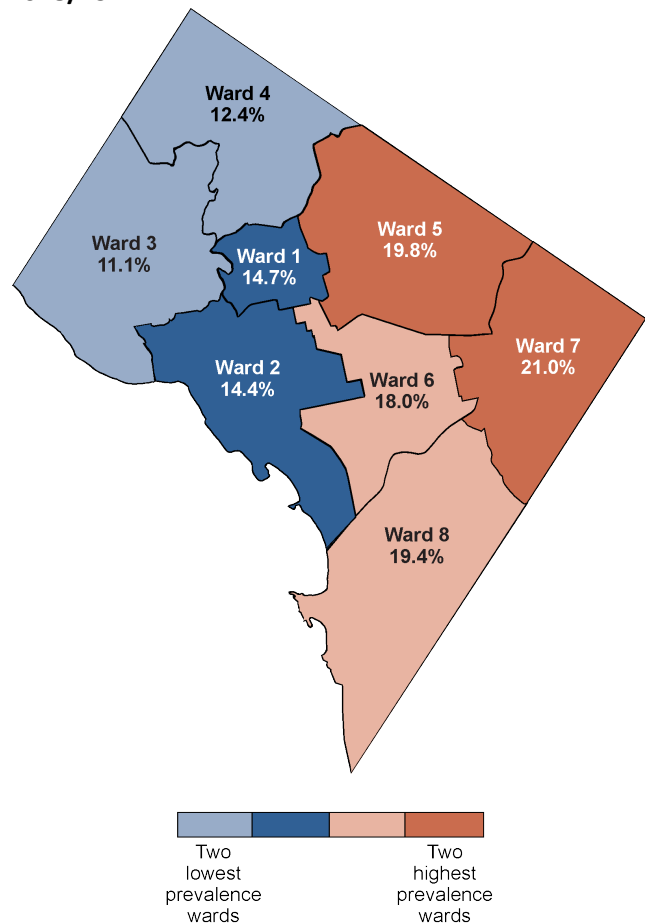 Ward 4
12.4%
Ward 3
11.1%
Ward 1
14.7%
Ward 5
19.8%
Ward 2
14.4%
Ward 6
18.0%
Ward 7
21.0%
Ward 8
19.4%
Two
lowest
prevalence
wards
Two
highest
prevalence
wards